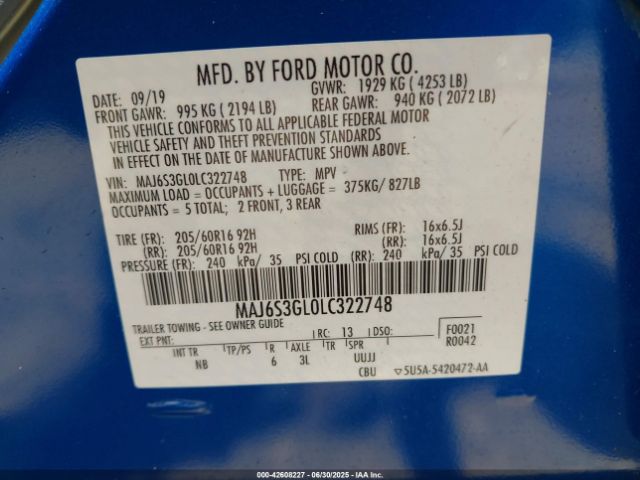 MFD. BY FORD MOTOR CO.
DATE: 09/19 GVWR: 1929 KG ( 4253 LB)
FRONT GAWR: 995 KG ( 2194 LB) REAR GAWR: 940 KG ( 2072 LB)
THIS VEHICLE CONFORMS TO ALL APPLICABLE FEDERAL MOTOR
VEHICLE SAFETY AND THEFT PREVENTION STANDARDS
IN EFFECT ON THE DATE OF MANUFACTURE SHOWN ABOVE.
VIN: MAJ6S3GL0LC322748 TYPE: MPV
MAXIMUM LOAD = OCCUPANTS + LUGGAGE = 375KG/ 827LB
OCCUPANTS = 5 TOTAL; 2 FRONT, 3 REAR
TIRE (FR): 205/60R16 92H RIMS (FR): 16x6.5J
(RR): 205/60R16 92H (RR): 16x6.5J
PRESSURE (FR): 240 kPa/ 35 PSI COLD (RR): 240 kPa/ 35 PSI COLD
MAJ6S3GL0LC322748
TRAILER TOWING - SEE OWNER GUIDE
EXT PNT: RC: 13 DSO: F0021
R0042
INT TR TP/PS R AXLE TR SPR
NB 6 3L UUJJ
CBU 5U5A-5420472-AA
000-42608227 - 06/30/2025 - IAA Inc.